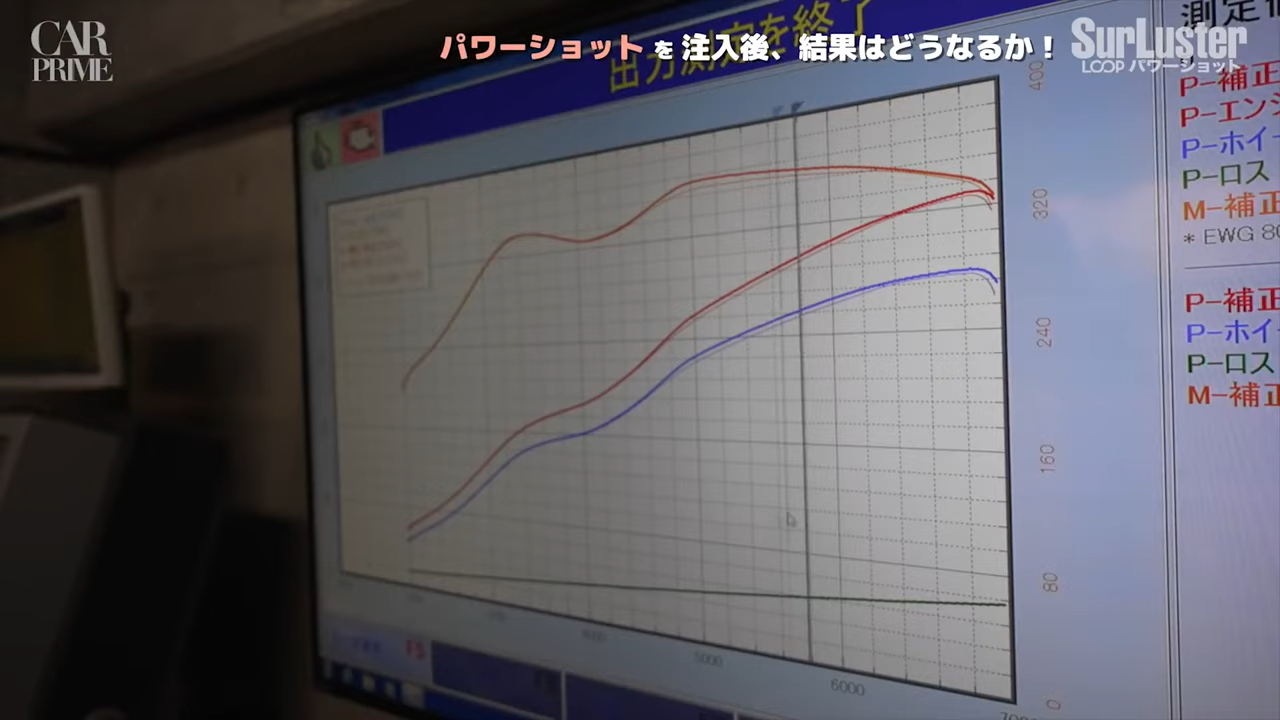 CAR
PRIME
パワーショットを注入後、結果はどうなるか！
SurLuster
LOOP パワーショット
出力測定を終了
測定
P-補正
P-エンジ
P-ホイ
P-ロス
M-補正
* EWG 80
P-補正
P-ホイ
P-ロス
M-補正
400
320
240
160
80
0
4000
5000
6000
F5